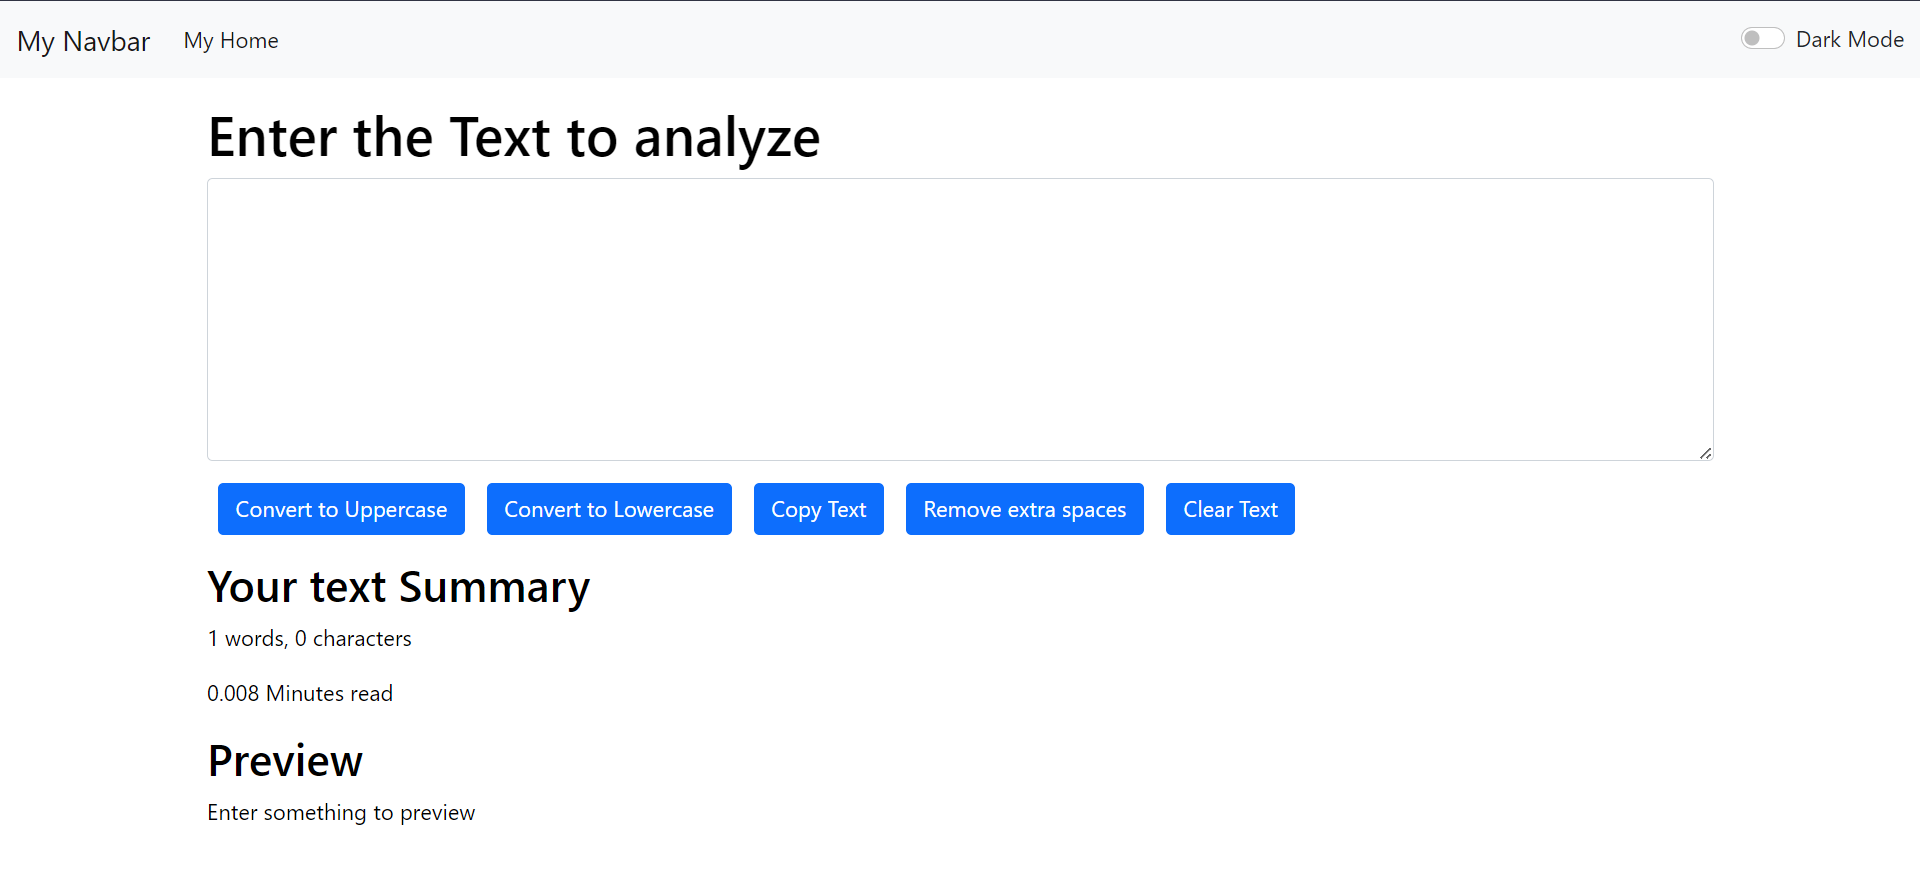 My Navbar My Home Dark Mode
Enter the Text to analyze
Convert to Uppercase Convert to Lowercase Copy Text Remove extra spaces Clear Text
Your text Summary
1 words, 0 characters
0.008 Minutes read
Preview
Enter something to preview